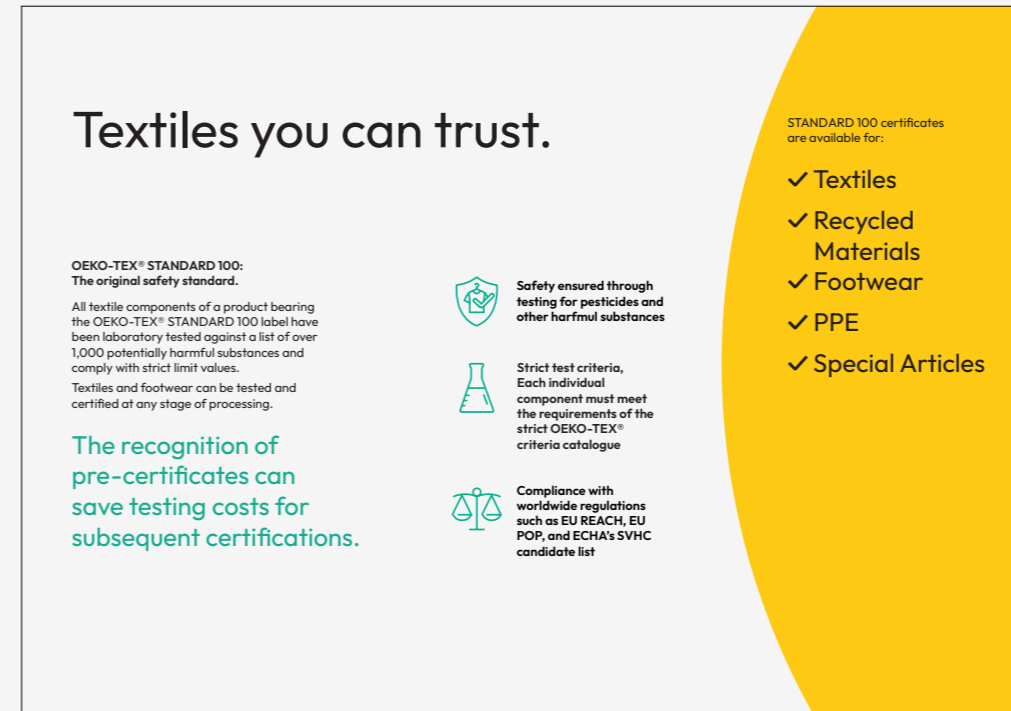 Textiles you can trust.
OEKO-TEX® STANDARD 100:
The original safety standard.
All textile components of a product bearing
the OEKO-TEX® STANDARD 100 label have
been laboratory tested against a list of over
1,000 potentially harmful substances and
comply with strict limit values.
Textiles and footwear can be tested and
certified at any stage of processing.
The recognition of
pre-certificates can
save testing costs for
subsequent certifications.
Safety ensured through
testing for pesticides and
other harfmul substances
Strict test criteria,
Each individual
component must meet
the requirements of the
strict OEKO-TEX®
criteria catalogue
Compliance with
worldwide regulations
such as EU REACH, EU
POP, and ECHA's SVHC
candidate list
STANDARD 100 certificates
are available for:
Textiles
Recycled
Materials
Footwear
PPE
Special Articles